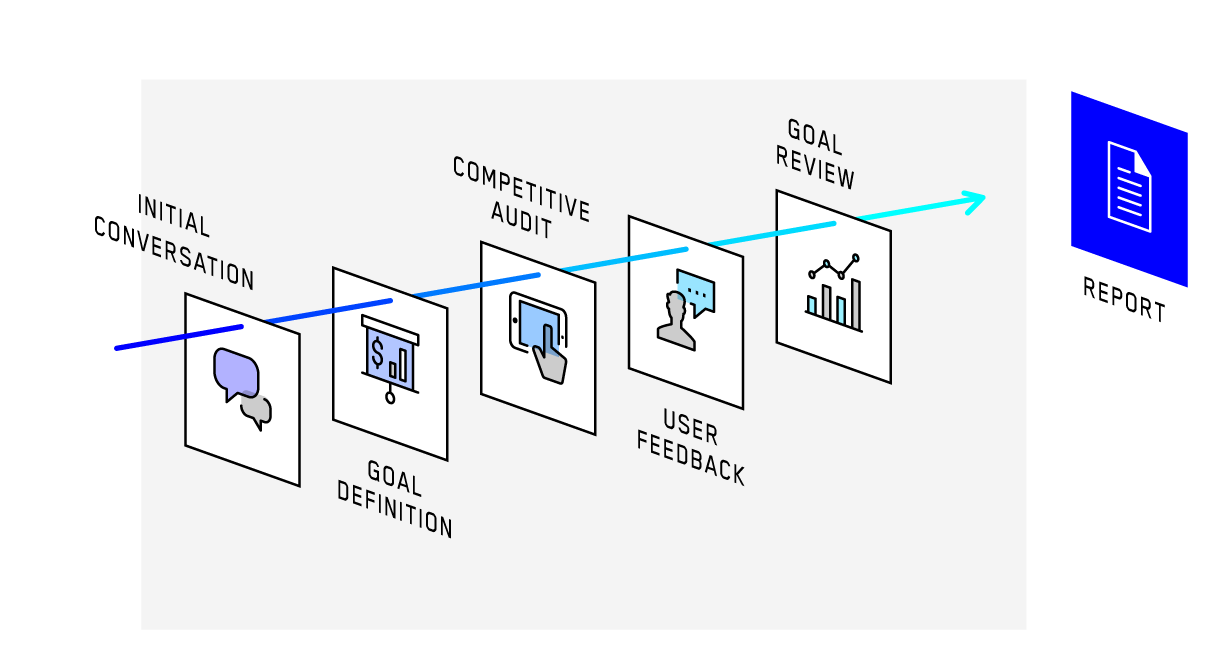 INITIAL
CONVERSATION
GOAL
DEFINITION
COMPETITIVE
AUDIT
USER
FEEDBACK
GOAL
REVIEW
REPORT
$